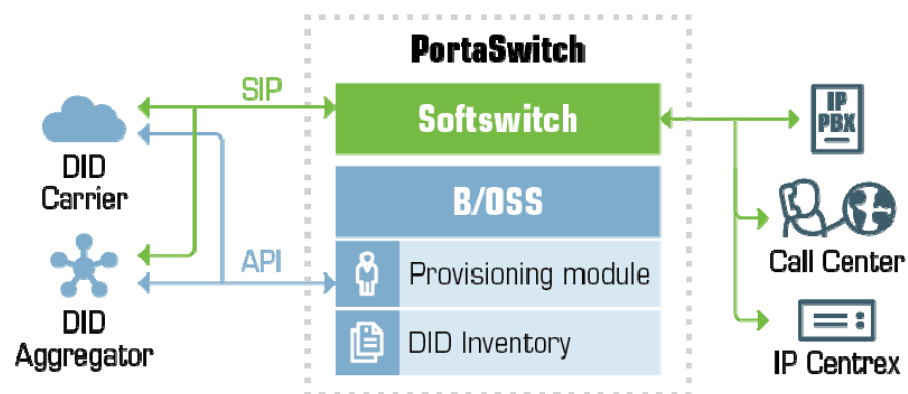 PortaSwitch
SIP
Softswitch
DID
Carrier
B/OSS
API
Provisioning module
DID Inventory
DID
Aggregator
IP
PBX
Call Center
IP Centrex